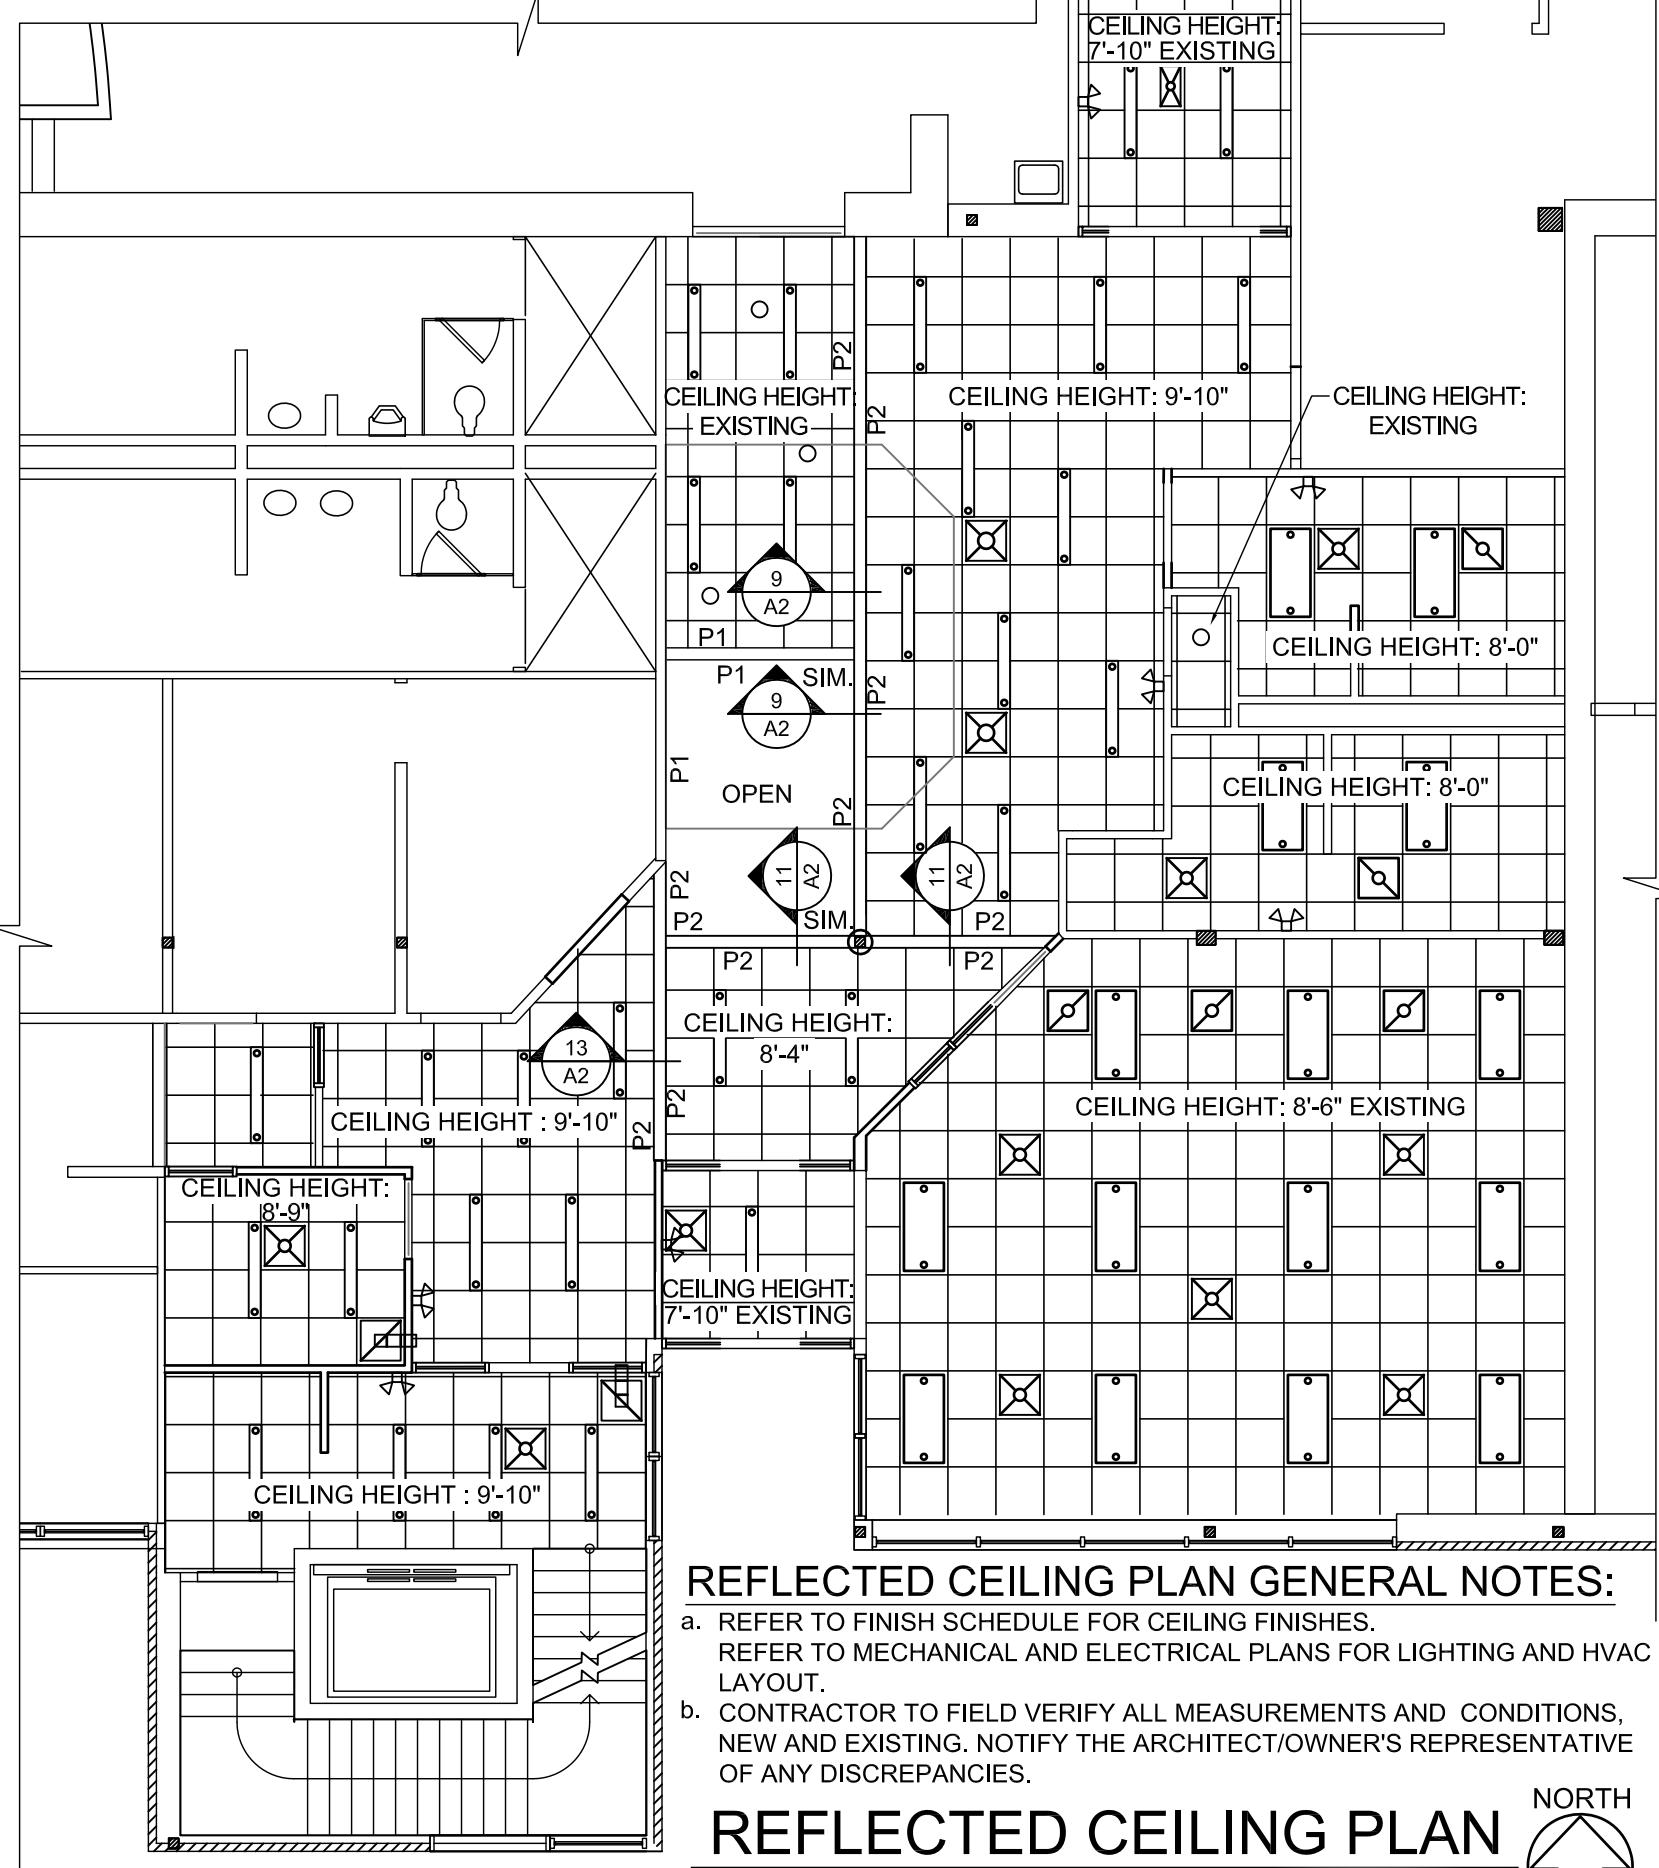 CEILING HEIGHT:
7'-10" EXISTING
P2
CEILING HEIGHT:
EXISTING
P2
CEILING HEIGHT: 9'-10"
CEILING HEIGHT:
EXISTING
9
A2
P1
CEILING HEIGHT: 8'-0"
P1
SIM.
P2
9
A2
P1
OPEN
P2
CEILING HEIGHT: 8'-0"
P2
11
A2
11
A2
P2
SIM.
P2
P2
P2
CEILING HEIGHT:
8'-4"
13
A2
P2
CEILING HEIGHT : 9'-10"
P2
CEILING HEIGHT: 8'-6" EXISTING
CEILING HEIGHT:
8'-9"
CEILING HEIGHT:
7'-10" EXISTING
CEILING HEIGHT : 9'-10"
REFLECTED CEILING PLAN GENERAL NOTES:
a. REFER TO FINISH SCHEDULE FOR CEILING FINISHES.
REFER TO MECHANICAL AND ELECTRICAL PLANS FOR LIGHTING AND HVAC
LAYOUT.
b. CONTRACTOR TO FIELD VERIFY ALL MEASUREMENTS AND CONDITIONS,
NEW AND EXISTING. NOTIFY THE ARCHITECT/OWNER'S REPRESENTATIVE
OF ANY DISCREPANCIES.
REFLECTED CEILING PLAN
NORTH